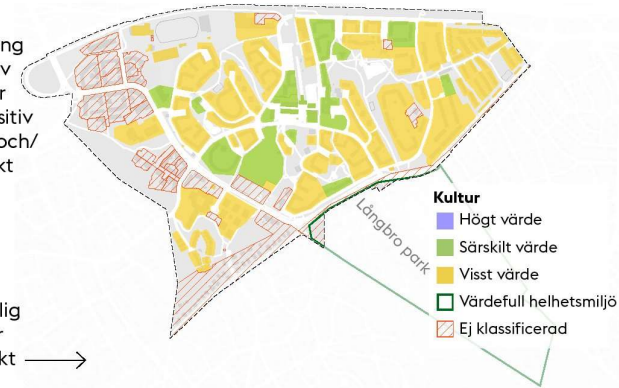 ng
v
r
sitiv
och/
kt
lig
r
kt
Långbro park
Kultur
Högt värde
Särskilt värde
Visst värde
Värdefull helhetsmiljö
Ej klassificerad